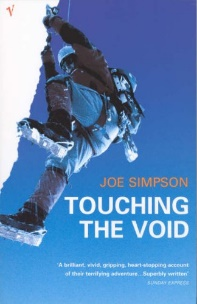 V
JOE SIMPSON
TOUCHING
THE VOID
'A brilliant, vivid, gripping, heart-stopping account
of their terrifying adventure...Superbly written'
SUNDAY EXPRESS